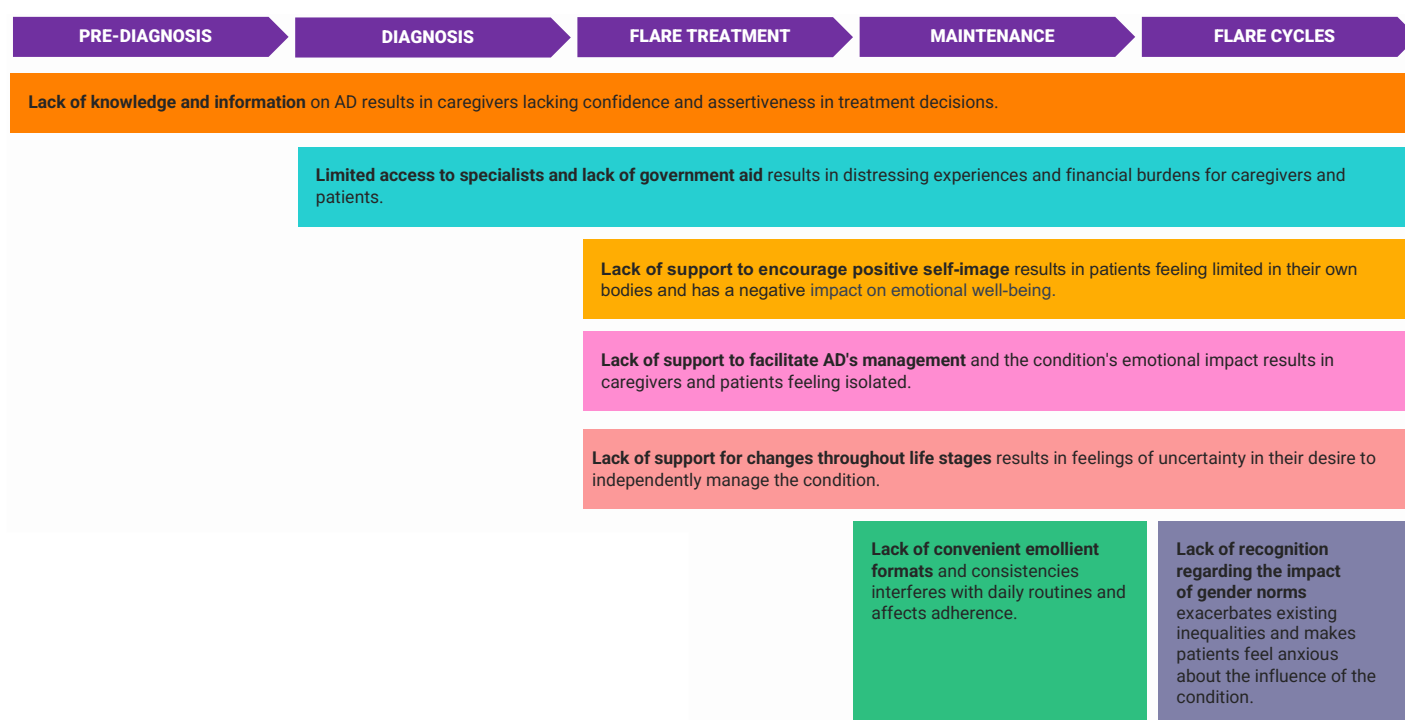 PRE-DIAGNOSIS
DIAGNOSIS
FLARE TREATMENT
MAINTENANCE
FLARE CYCLES
Lack of knowledge and information on AD results in caregivers lacking confidence and assertiveness in treatment decisions.
Limited access to specialists and lack of government aid results in distressing experiences and financial burdens for caregivers and
patients.
Lack of support to encourage positive self-image results in patients feeling limited in their own
bodies and has a negative impact on emotional well-being.
Lack of support to facilitate AD's management and the condition's emotional impact results in
caregivers and patients feeling isolated.
Lack of support for changes throughout life stages results in feelings of uncertainty in their desire to
independently manage the condition.
Lack of convenient emollient
formats and consistencies
interferes with daily routines and
affects adherence.
Lack of recognition
regarding the impact
of gender norms
exacerbates existing
inequalities and makes
patients feel anxious
about the influence of the
condition.